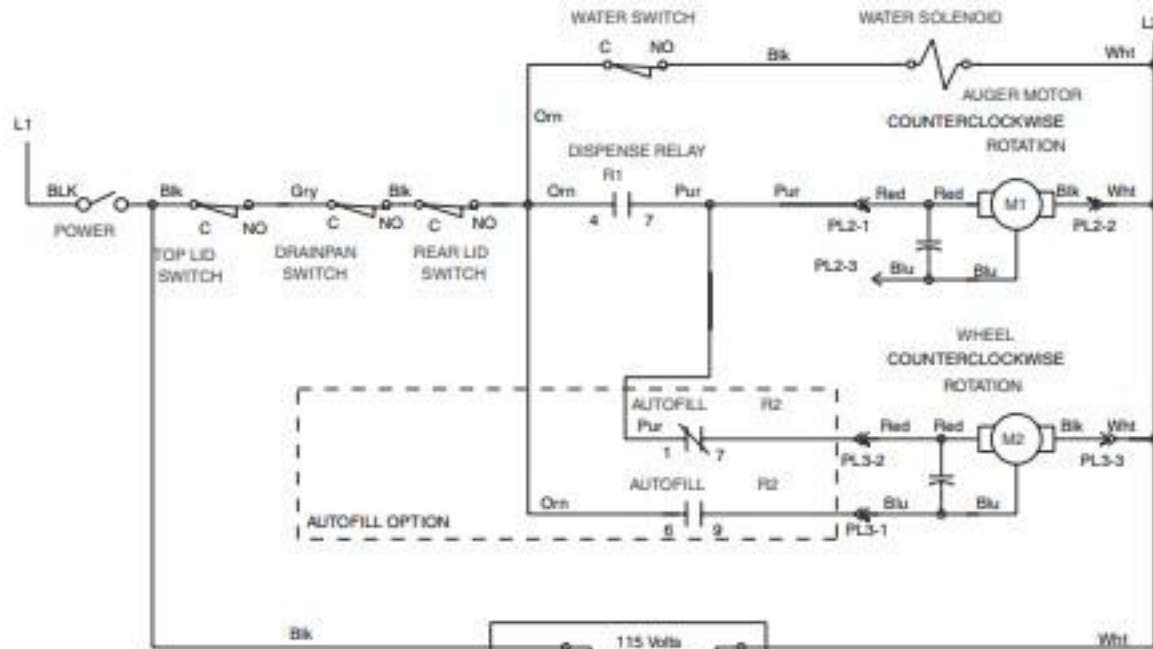 WATER SWITCH
WATER SOLENOID
C NO
Blk
Wht
AUGER MOTOR
COUNTERCLOCKWISE
ROTATION
L1
Orn
DISPENSE RELAY
R1
BLK
Blk
Gry
Blk
Orn
Pur
Pur
Red
Red
M1
Blk
Wht
POWER
C NO
C NO
C NO
4 7
PL2-1
PL2-2
TOP LID
SWITCH
DRAINPAN
SWITCH
REAR LID
SWITCH
PL2-3
Blu
Blu
WHEEL
COUNTERCLOCKWISE
ROTATION
AUTOFILL R2
Pur
1 7
Red
Red
M2
Blk
Wht
PL3-2
PL3-3
AUTOFILL R2
Orn
Blu
Blu
AUTOFILL OPTION
6 9
PL3-1
Blk
115 Volts
Wht